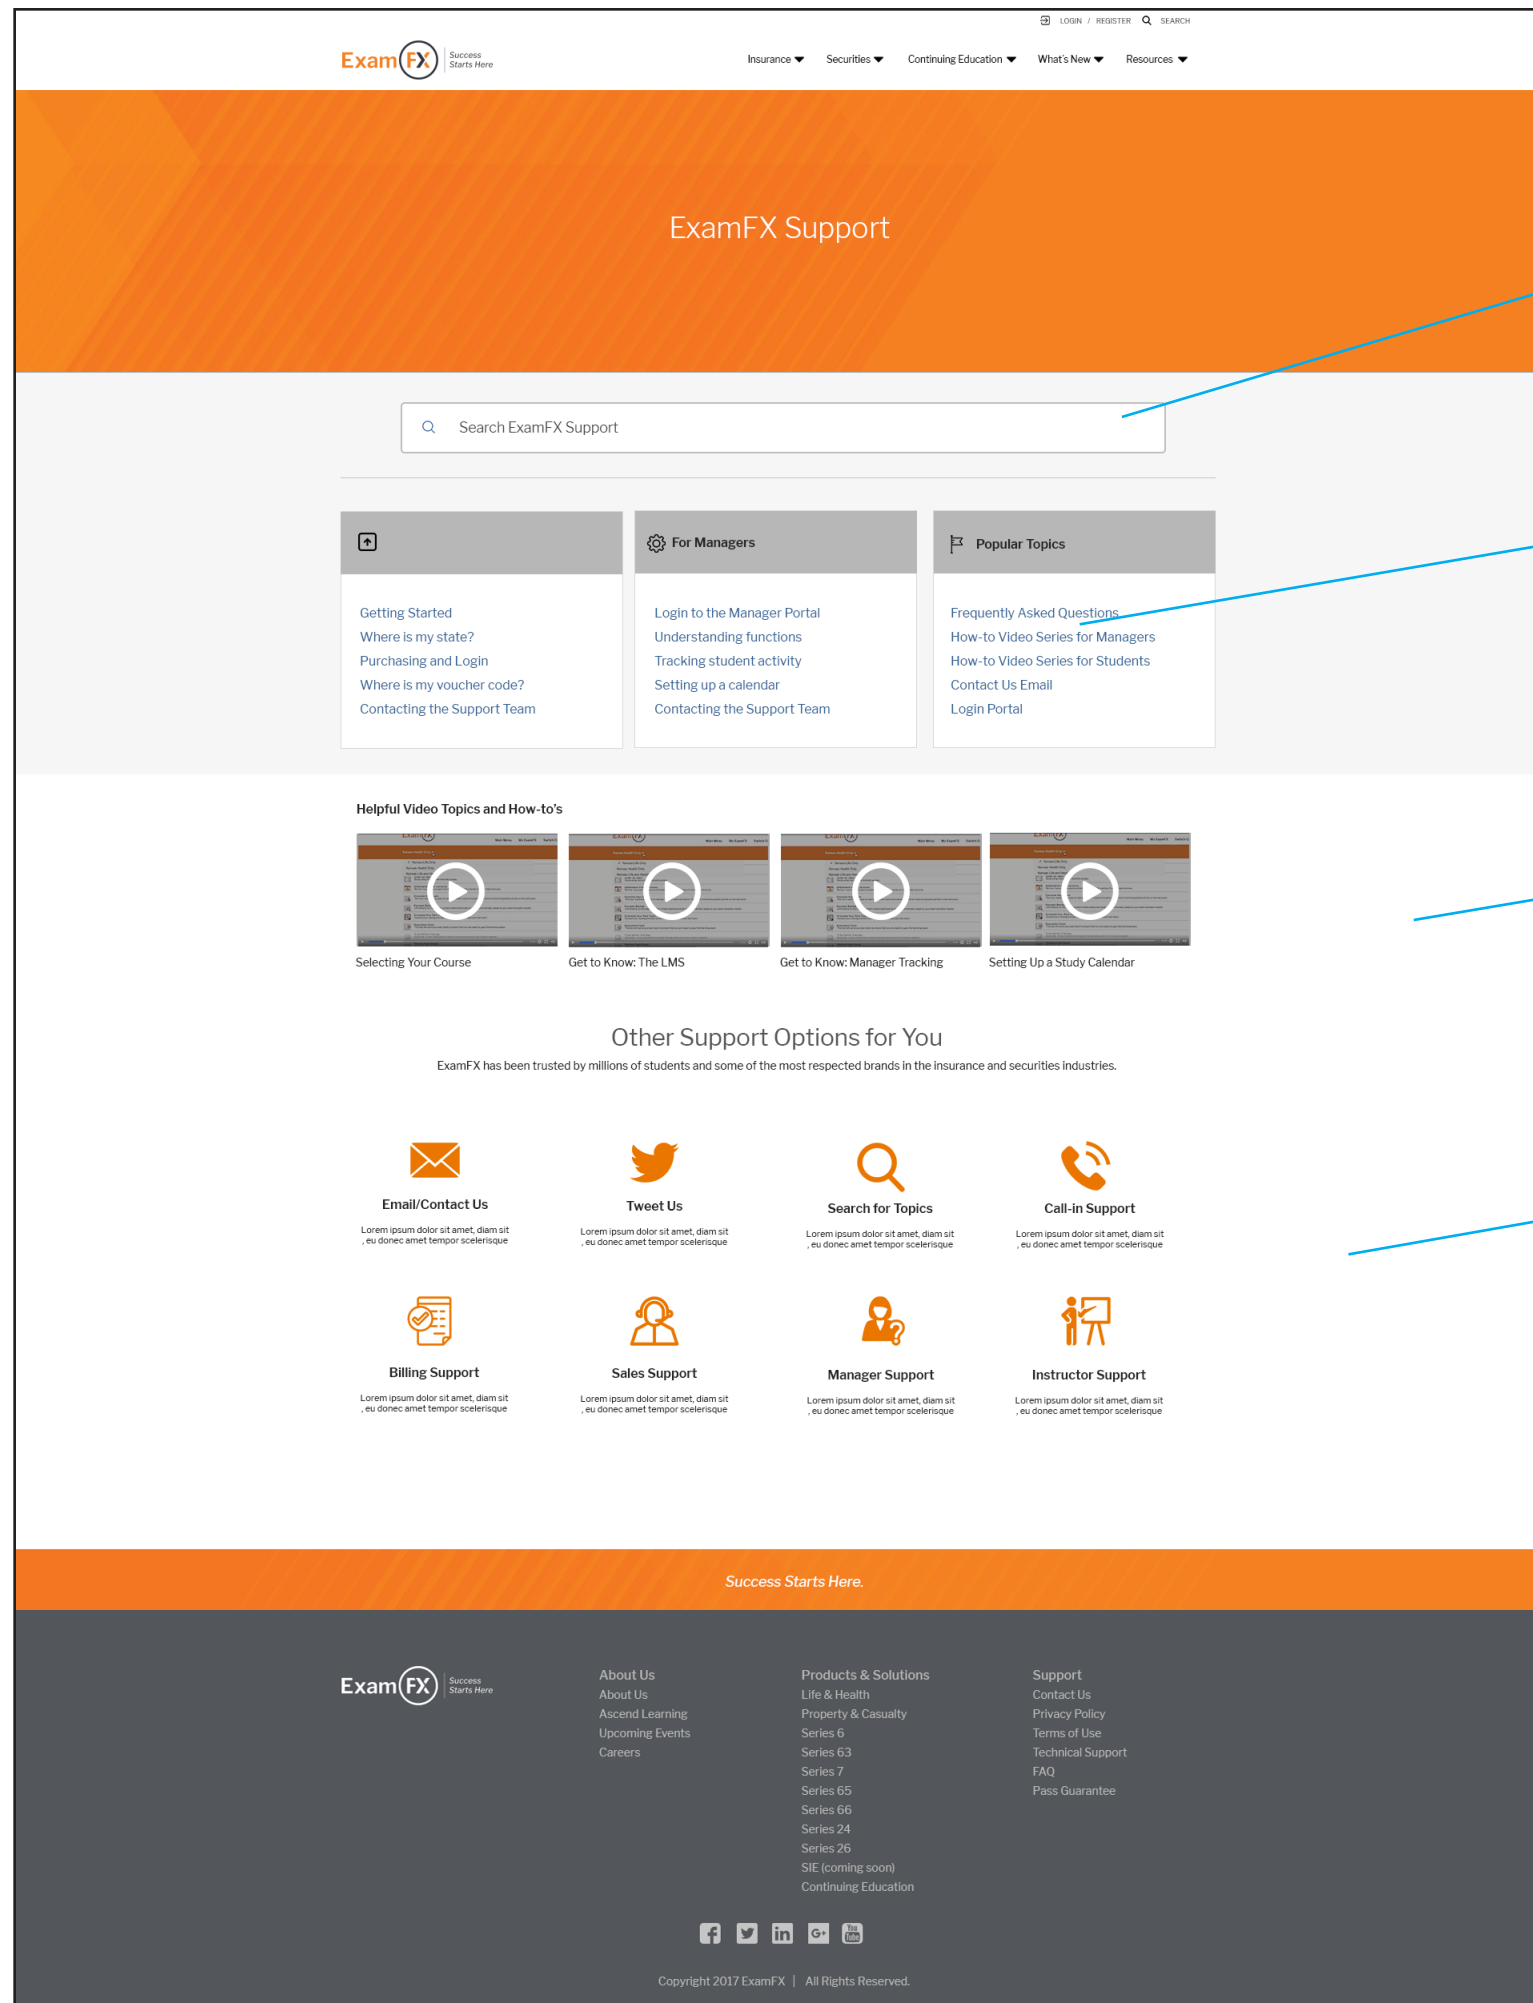 LOGIN / REGISTER SEARCH
ExamFX Success Starts Here
Insurance Securities Continuing Education What's New Resources
ExamFX Support
Search ExamFX Support
For Managers
Popular Topics
Getting Started
Where is my state?
Purchasing and Login
Where is my voucher code?
Contacting the Support Team
Login to the Manager Portal
Understanding functions
Tracking student activity
Setting up a calendar
Contacting the Support Team
Frequently Asked Questions
How-to Video Series for Managers
How-to Video Series for Students
Contact Us Email
Login Portal
Helpful Video Topics and How-to's
Selecting Your Course
Get to Know: The LMS
Get to Know: Manager Tracking
Setting Up a Study Calendar
Other Support Options for You
ExamFX has been trusted by millions of students and some of the most respected brands in the insurance and securities industries.
Email/Contact Us
Lorem ipsum dolor sit amet, diam sit
, eu donec amet tempor scelerisque
Tweet Us
Lorem ipsum dolor sit amet, diam sit
, eu donec amet tempor scelerisque
Search for Topics
Lorem ipsum dolor sit amet, diam sit
, eu donec amet tempor scelerisque
Call-in Support
Lorem ipsum dolor sit amet, diam sit
, eu donec amet tempor scelerisque
Billing Support
Lorem ipsum dolor sit amet, diam sit
, eu donec amet tempor scelerisque
Sales Support
Lorem ipsum dolor sit amet, diam sit
, eu donec amet tempor scelerisque
Manager Support
Lorem ipsum dolor sit amet, diam sit
, eu donec amet tempor scelerisque
Instructor Support
Lorem ipsum dolor sit amet, diam sit
, eu donec amet tempor scelerisque
Success Starts Here.
ExamFX Success Starts Here
About Us
About Us
Ascend Learning
Upcoming Events
Careers
Products & Solutions
Life & Health
Property & Casualty
Series 6
Series 63
Series 7
Series 65
Series 66
Series 24
Series 26
SIE (coming soon)
Continuing Education
Support
Contact Us
Privacy Policy
Terms of Use
Technical Support
FAQ
Pass Guarantee
Copyright 2017 ExamFX | All Rights Reserved.